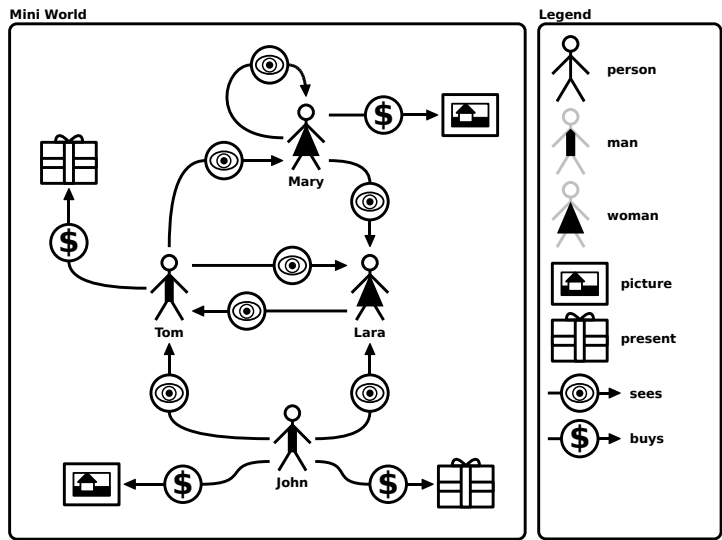 Mini World
Legend
person
man
woman
picture
present
sees
buys
$
Mary
$
Tom
Lara
John
$
$
$